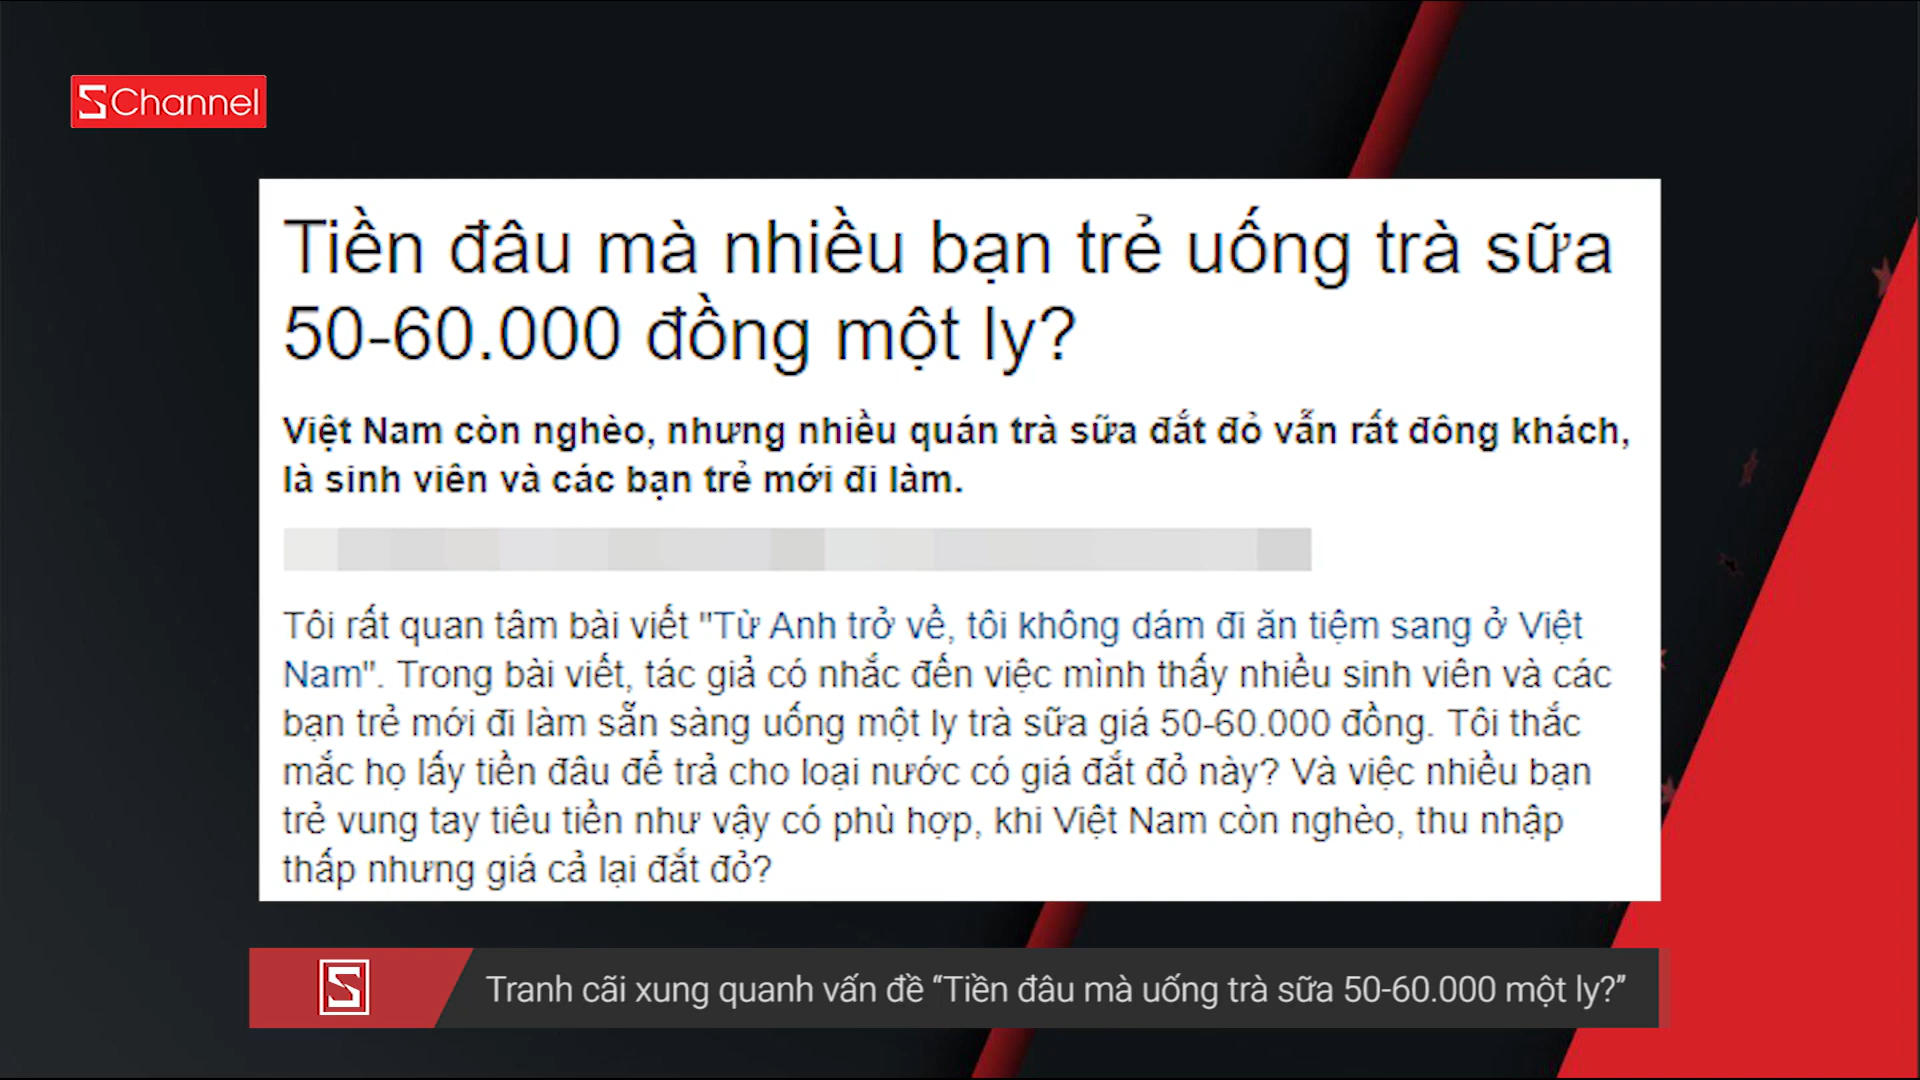 SChannel
Tiền đâu mà nhiều bạn trẻ uống trà sữa
50-60.000 đồng một ly?
Việt Nam còn nghèo, nhưng nhiều quán trà sữa đắt đỏ vẫn rất đông khách,
là sinh viên và các bạn trẻ mới đi làm.
Tôi rất quan tâm bài viết "Từ Anh trở về, tôi không dám đi ăn tiệm sang ở Việt
Nam". Trong bài viết, tác giả có nhắc đến việc mình thấy nhiều sinh viên và các
bạn trẻ mới đi làm sẵn sàng uống một ly trà sữa giá 50-60.000 đồng. Tôi thắc
mắc họ lấy tiền đâu để trả cho loại nước có giá đắt đỏ này? Và việc nhiều bạn
trẻ vung tay tiêu tiền như vậy có phù hợp, khi Việt Nam còn nghèo, thu nhập
thấp nhưng giá cả lại đắt đỏ?
S Tranh cãi xung quanh vấn đề “Tiền đâu mà uống trà sữa 50-60.000 một ly?”